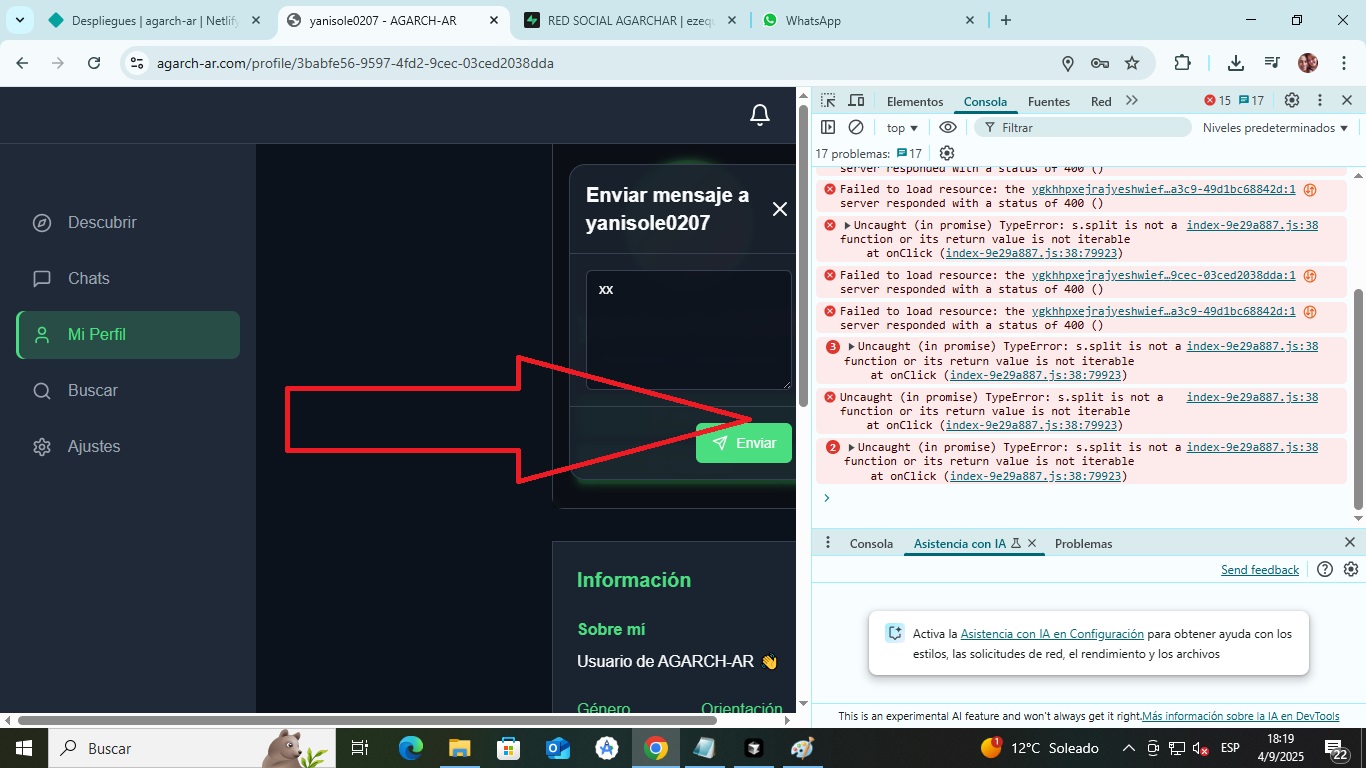 Despliegues | agarch-ar | Netlify
yanisole0207 - AGARCH-AR
RED SOCIAL AGARCHAR | ezequ
WhatsApp
agarch-ar.com/profile/3babfe56-9597-4fd2-9cec-03ced2038dda
Descubrir
Chats
Mi Perfil
Buscar
Ajustes
Enviar mensaje a
yanisole0207
xx
Enviar
Información
Sobre mí
Usuario de AGARCH-AR 👋
Género Orientación
Elementos Consola Fuentes Red 15 17
top Filtrar Niveles predeterminados
17 problemas: 17
server responded with a status of 400 ()
Failed to load resource: the ygkhhpxejrajyeshwief…a3c9-49d1bc68842d:1
server responded with a status of 400 ()
Uncaught (in promise) TypeError: s.split is not a index-9e29a887.js:38
function or its return value is not iterable
at onClick (index-9e29a887.js:38:79923)
Failed to load resource: the ygkhhpxejrajyeshwief…9cec-03ced2038dda:1
server responded with a status of 400 ()
Failed to load resource: the ygkhhpxejrajyeshwief…a3c9-49d1bc68842d:1
server responded with a status of 400 ()
3 Uncaught (in promise) TypeError: s.split is not a index-9e29a887.js:38
function or its return value is not iterable
at onClick (index-9e29a887.js:38:79923)
Uncaught (in promise) TypeError: s.split is not a index-9e29a887.js:38
function or its return value is not iterable
at onClick (index-9e29a887.js:38:79923)
2 Uncaught (in promise) TypeError: s.split is not a index-9e29a887.js:38
function or its return value is not iterable
at onClick (index-9e29a887.js:38:79923)
Consola Asistencia con IA Problemas
Send feedback
Activa la Asistencia con IA en Configuración para obtener ayuda con los
estilos, las solicitudes de red, el rendimiento y los archivos
This is an experimental AI feature and won't always get it right. Más información sobre la IA en DevTools
Buscar
1
12°C Soleado
ESP
18:19
4/9/2025
22